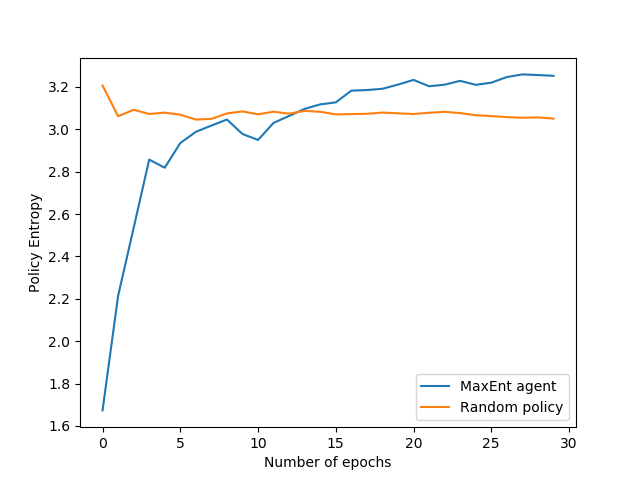 3.2
3.0
2.8
2.6
2.4
2.2
2.0
1.8
1.6
Policy Entropy
0 5 10 15 20 25 30
Number of epochs
MaxEnt agent
Random policy